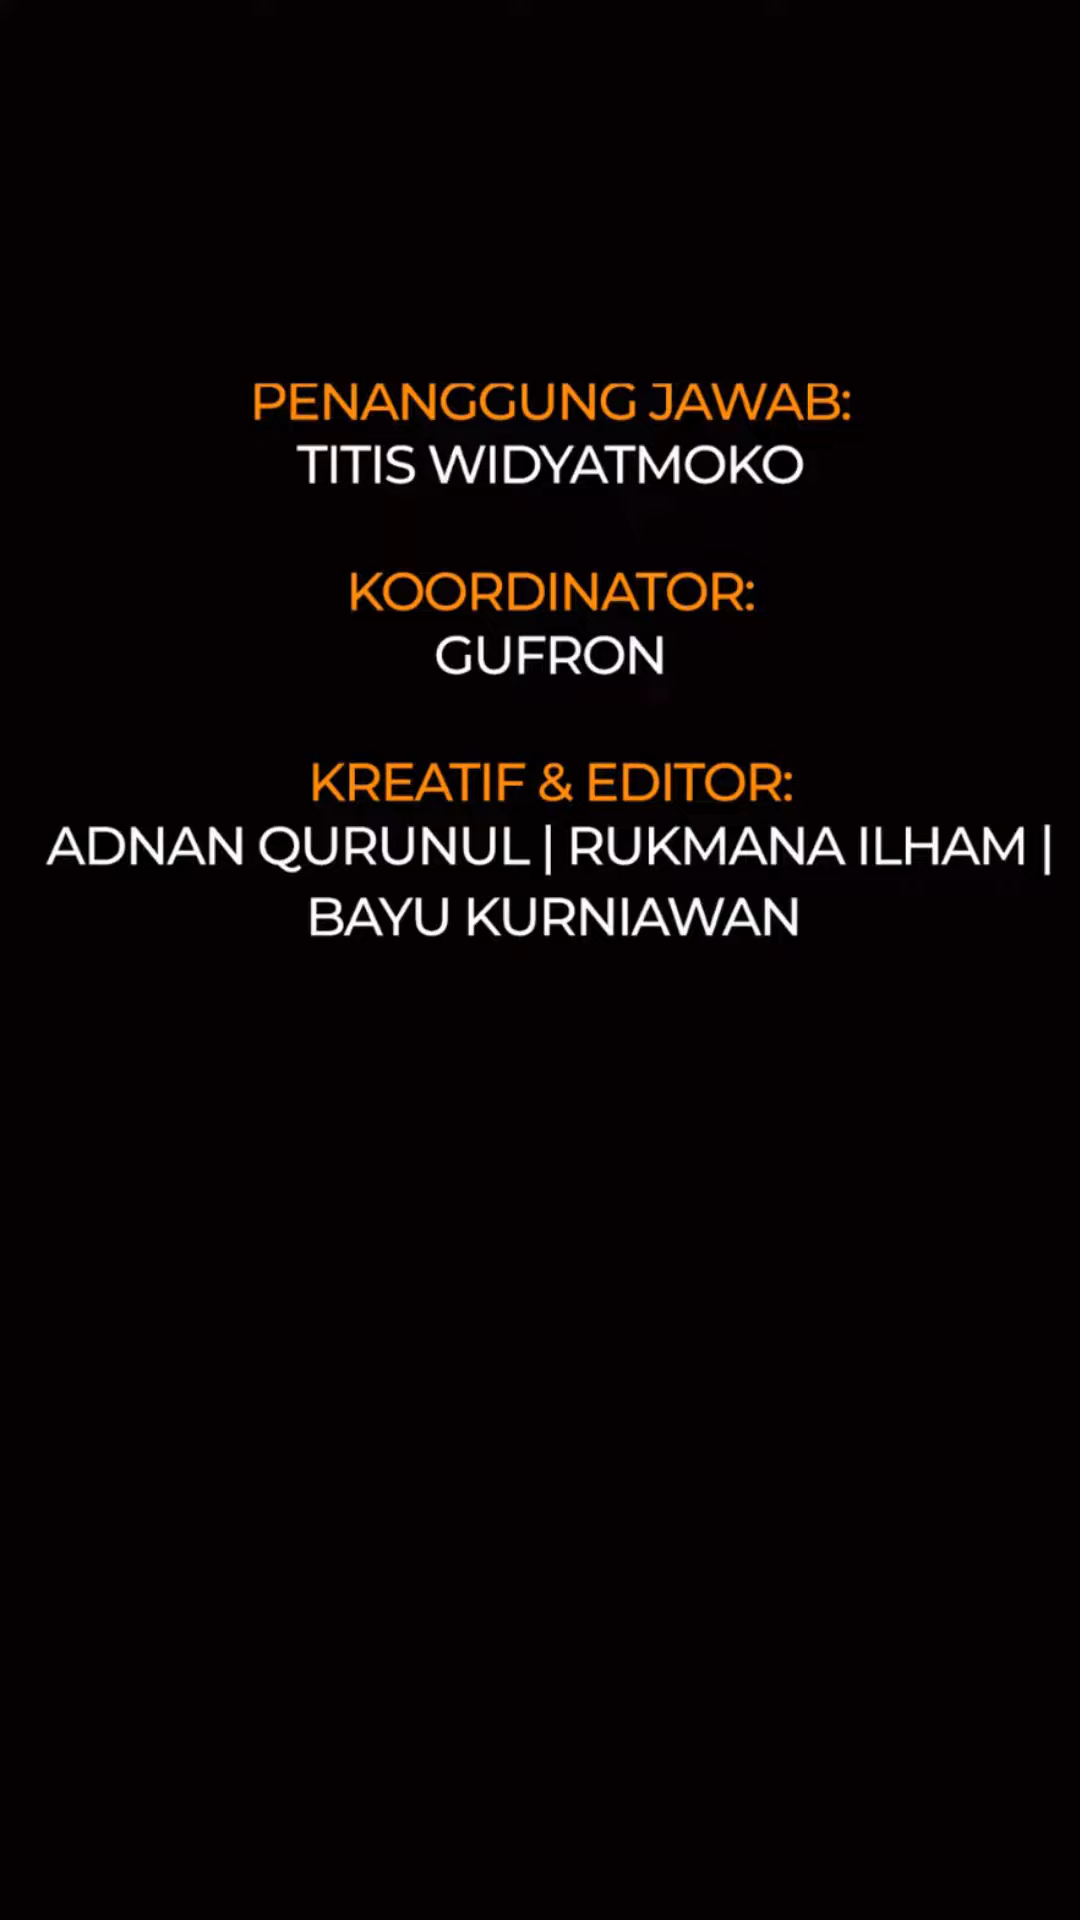 PENANGGUNG JAWAB:
TITIS WIDYATMOKO
KOORDINATOR:
GUFRON
KREATIF & EDITOR:
ADNAN QURUNUL | RUKMANA ILHAM |
BAYU KURNIAWAN